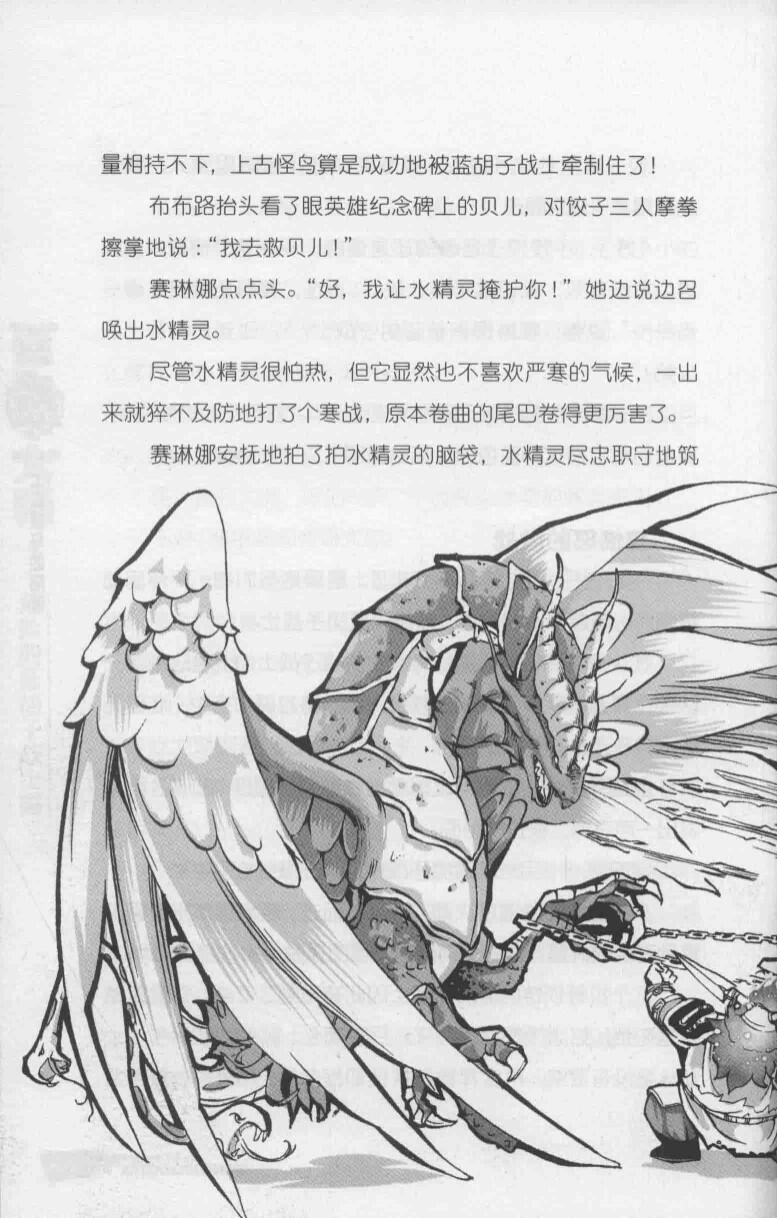 量相持不下，上古怪鸟算是成功地被蓝胡子战士牵制住了！
布布路抬头看了眼英雄纪念碑上的贝儿，对饺子三人摩拳
擦掌地说：“我去救贝儿！”
赛琳娜点点头。“好，我让水精灵掩护你！”她边说边召
唤出水精灵。
尽管水精灵很怕热，但它显然也不喜欢严寒的气候，一出
来就猝不及防地打了个寒战，原本卷曲的尾巴卷得更厉害了。
赛琳娜安抚地拍了拍水精灵的脑袋，水精灵尽忠职守地筑